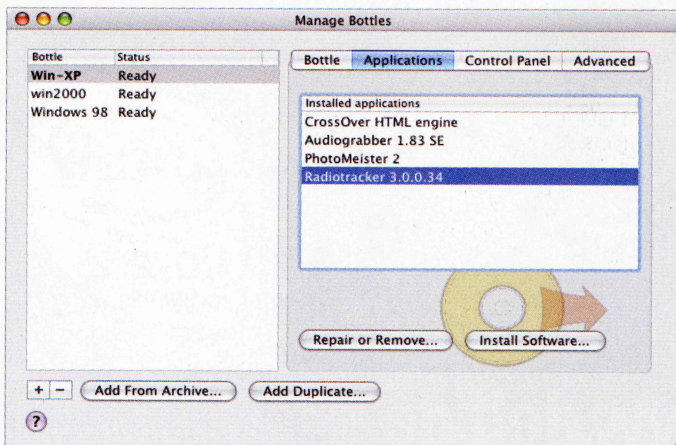 Manage Bottles
Bottle Status
Win-XP Ready
win2000 Ready
Windows 98 Ready
Bottle Applications Control Panel Advanced
Installed applications
CrossOver HTML engine
Audiograbber 1.83 SE
PhotoMeister 2
Radiotracker 3.0.0.34
Repair or Remove... Install Software...
+ - Add From Archive... Add Duplicate...
?